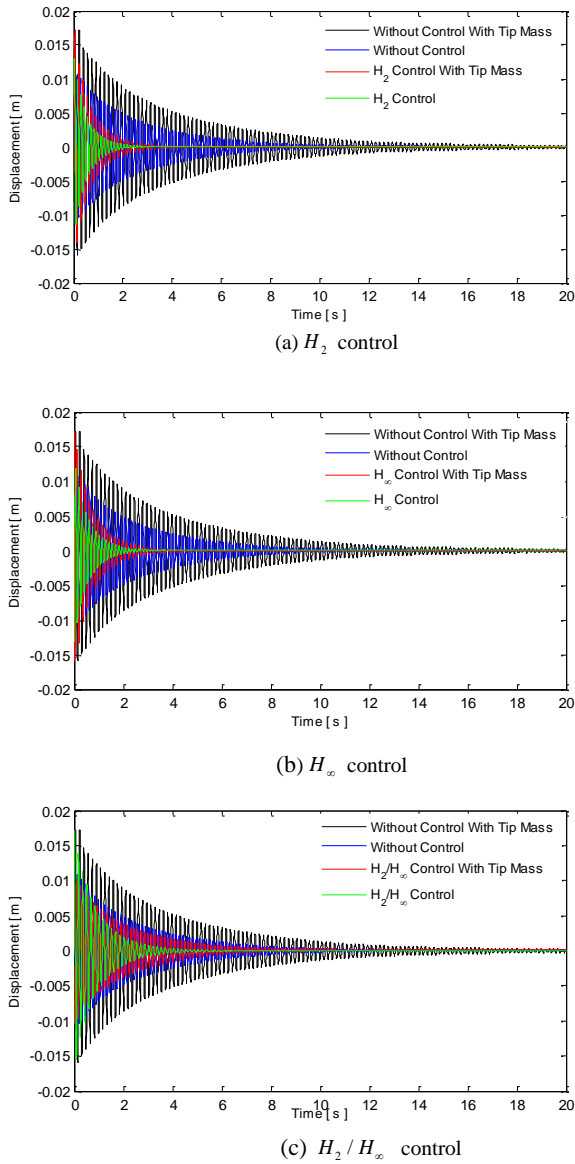 0.02
0.015
0.01
0.005
0
-0.005
-0.01
-0.015
-0.02
Displacement [ m ]
Without Control With Tip Mass
Without Control
H2 Control With Tip Mass
H2 Control
0 2 4 6 8 10 12 14 16 18 20
Time [ s ]
(a) H2 control
0.02
0.015
0.01
0.005
0
-0.005
-0.01
-0.015
-0.02
Displacement [ m ]
Without Control With Tip Mass
Without Control
H∞ Control With Tip Mass
H∞ Control
0 2 4 6 8 10 12 14 16 18 20
Time [ s ]
(b) H∞ control
0.02
0.015
0.01
0.005
0
-0.005
-0.01
-0.015
-0.02
Displacement [ m ]
Without Control With Tip Mass
Without Control
H2/H∞ Control With Tip Mass
H2/H∞ Control
0 2 4 6 8 10 12 14 16 18 20
Time [ s ]
(c) H2 / H∞ control